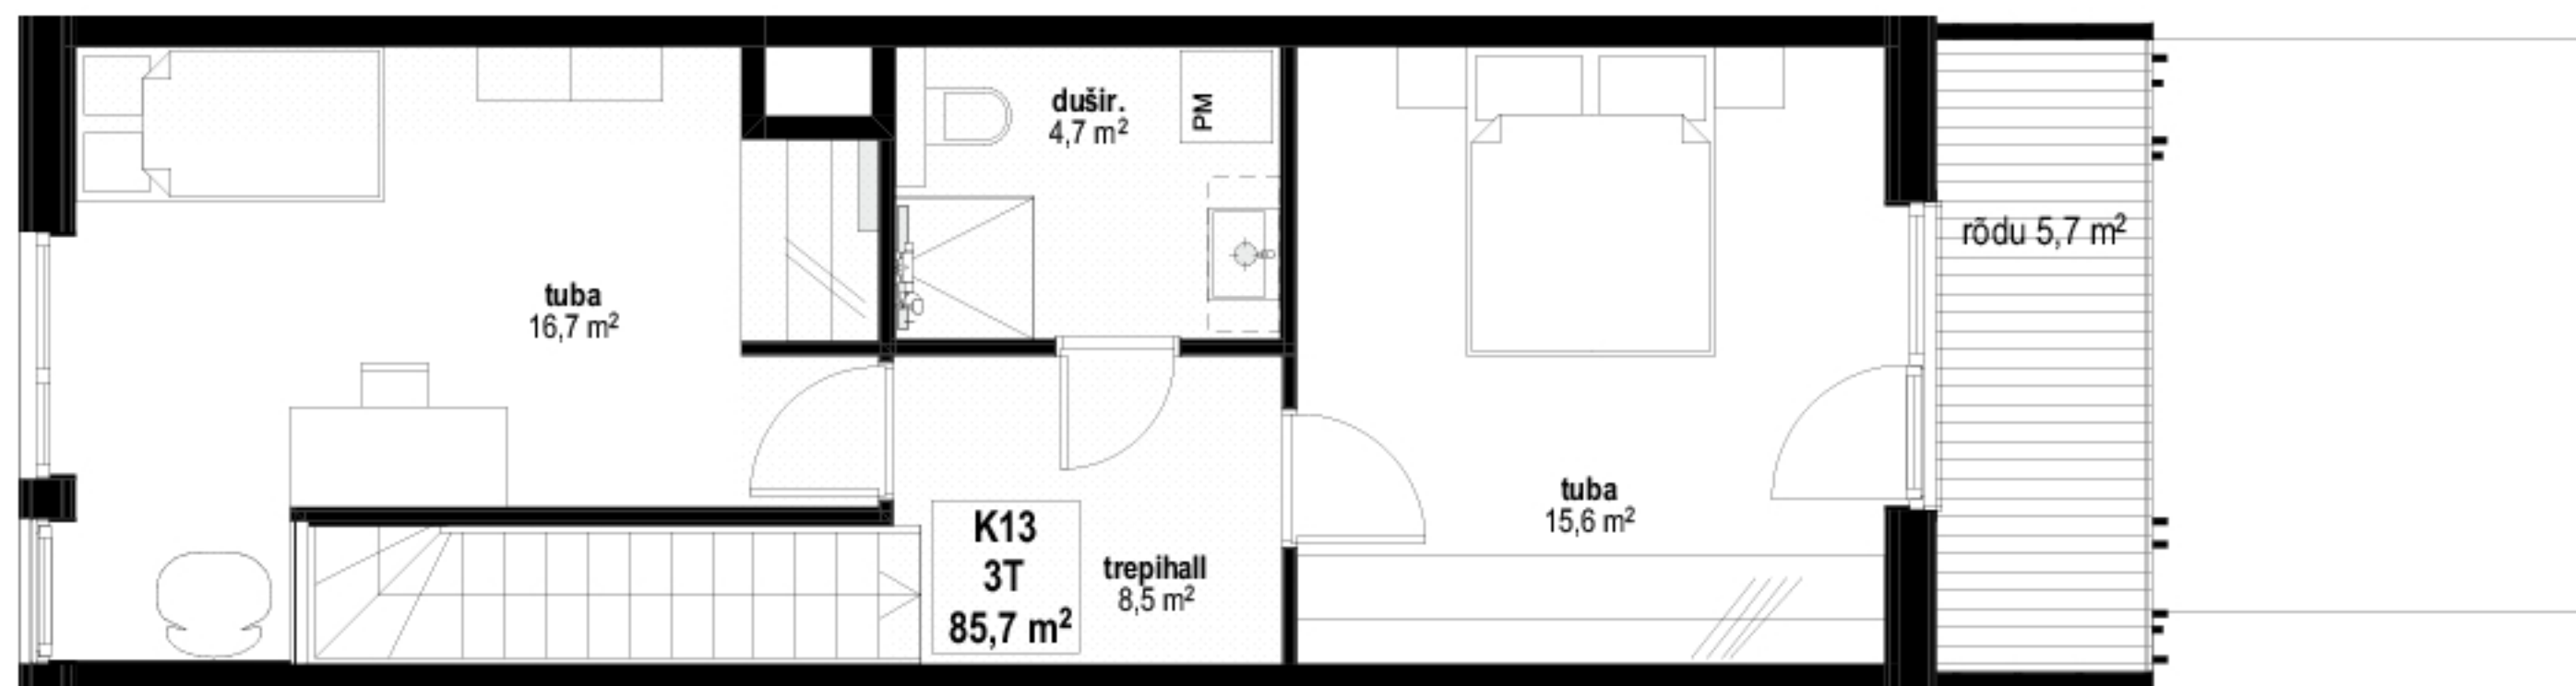 dušir.
4,7 m²
PM
rõdu 5,7 m²
tuba
16,7 m²
tuba
15,6 m²
K13
3T
85,7 m²
trepihall
8,5 m²